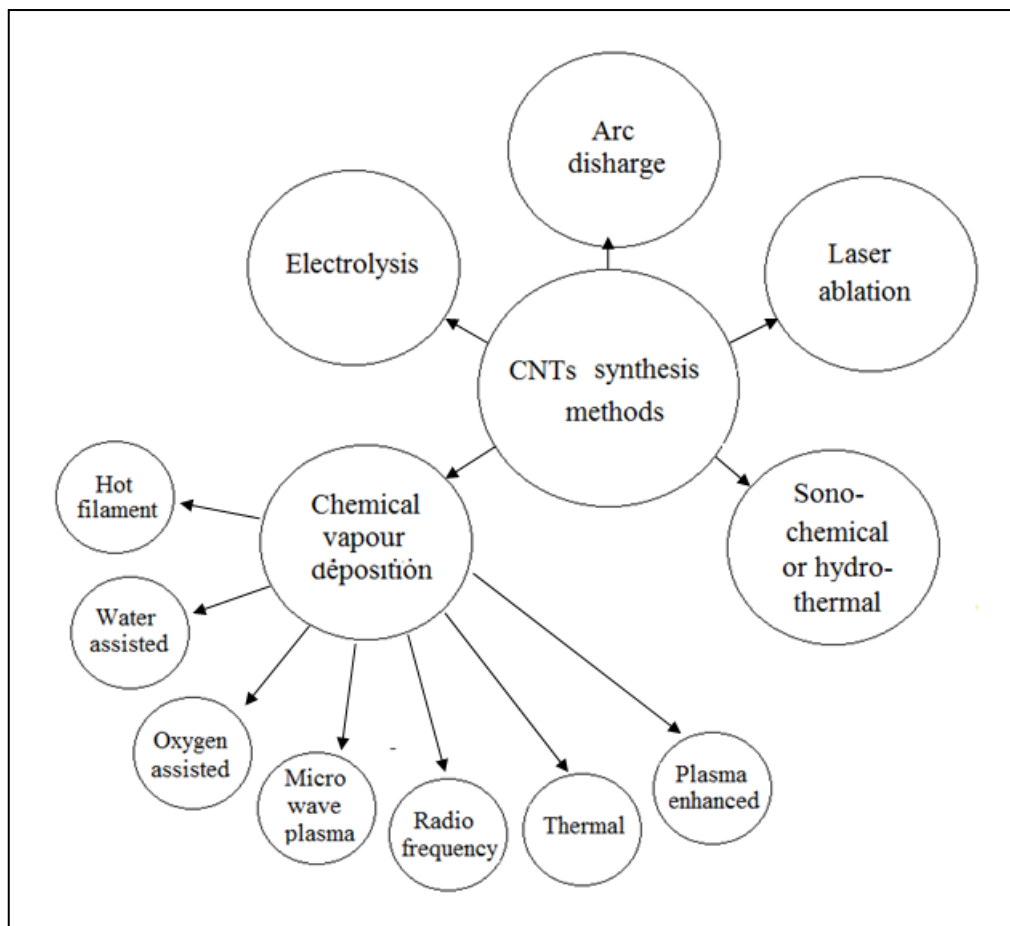 Arc
disharge
Electrolysis
Laser
ablation
CNTs synthesis
methods
Hot
filament
Chemical
vapour
deposition
Sono-
chemical
or hydro-
thermal
Water
assisted
Oxygen
assisted
Micro
wave
plasma
Radio
frequency
Thermal
Plasma
enhanced